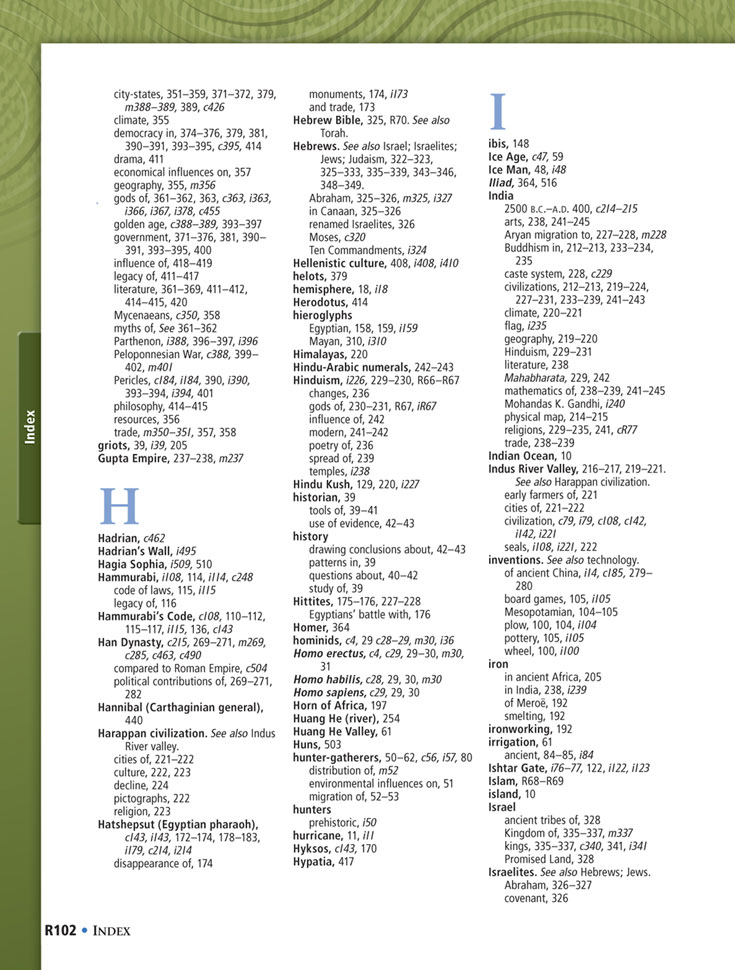 city-states, 351–359, 371–372, 379,
m388–389, 389, c426
climate, 355
democracy in, 374–376, 379, 381,
390–391, 393–395, c395, 414
drama, 411
economical influences on, 357
geography, 355, m356
gods of, 361–362, 363, c363, i363,
i366, i367, i378, c455
golden age, c388–389, 393–397
government, 371–376, 381, 390–
391, 393–395, 400
influence of, 418–419
legacy of, 411–417
literature, 361–369, 411–412,
414–415, 420
Mycenaeans, c350, 358
myths of, See 361–362
Parthenon, i388, 396–397, i396
Peloponnesian War, c388, 399–
402, m401
Pericles, c184, i184, 390, i390,
393–394, i394, 401
philosophy, 414–415
resources, 356
trade, m350–351, 357, 358
griots, 39, i39, 205
Gupta Empire, 237–238, m237
H
Hadrian, c462
Hadrian's Wall, i495
Hagia Sophia, i509, 510
Hammurabi, i108, 114, i114, c248
code of laws, 115, i115
legacy of, 116
Hammurabi's Code, c108, 110–112,
115–117, i115, 136, c143
Han Dynasty, c215, 269–271, m269,
c285, c463, c490
compared to Roman Empire, c504
political contributions of, 269–271,
282
Hannibal (Carthaginian general),
440
Harappan civilization. See also Indus
River valley.
cities of, 221–222
culture, 222, 223
decline, 224
pictographs, 222
religion, 223
Hatshepsut (Egyptian pharaoh),
c143, i143, 172–174, 178–183,
i179, c214, i214
disappearance of, 174
monuments, 174, i173
and trade, 173
Hebrew Bible, 325, R70. See also
Torah.
Hebrews. See also Israel; Israelites;
Jews; Judaism, 322–323,
325–333, 335–339, 343–346,
348–349.
Abraham, 325–326, m325, i327
in Canaan, 325–326
renamed Israelites, 326
Moses, c320
Ten Commandments, i324
Hellenistic culture, 408, i408, i410
helots, 379
hemisphere, 18, i18
Herodotus, 414
hieroglyphs
Egyptian, 158, 159, i159
Mayan, 310, i310
Himalayas, 220
Hindu-Arabic numerals, 242–243
Hinduism, i226, 229–230, R66–R67
changes, 236
gods of, 230–231, R67, iR67
influence of, 242
modern, 241–242
poetry of, 236
spread of, 239
temples, i238
Hindu Kush, 129, 220, i227
historian, 39
tools of, 39–41
use of evidence, 42–43
history
drawing conclusions about, 42–43
patterns in, 39
questions about, 40–42
study of, 39
Hittites, 175–176, 227–228
Egyptians' battle with, 176
Homer, 364
hominids, c4, 29 c28–29, m30, i36
Homo erectus, c4, c29, 29–30, m30,
31
Homo habilis, c28, 29, 30, m30
Homo sapiens, c29, 29, 30
Horn of Africa, 197
Huang He (river), 254
Huang He Valley, 61
Huns, 503
hunter-gatherers, 50–62, c56, i57, 80
distribution of, m52
environmental influences on, 51
migration of, 52–53
hunters
prehistoric, i50
hurricane, 11, i11
Hyksos, c143, 170
Hypatia, 417
I
ibis, 148
Ice Age, c47, 59
Ice Man, 48, i48
Iliad, 364, 516
India
2500 B.C.–A.D. 400, c214–215
arts, 238, 241–245
Aryan migration to, 227–228, m228
Buddhism in, 212–213, 233–234,
235
caste system, 228, c229
civilizations, 212–213, 219–224,
227–231, 233–239, 241–243
climate, 220–221
flag, i235
geography, 219–220
Hinduism, 229–231
literature, 238
Mahabharata, 229, 242
mathematics of, 238–239, 241–245
Mohandas K. Gandhi, i240
physical map, 214–215
religions, 229–235, 241, cR77
trade, 238–239
Indian Ocean, 10
Indus River Valley, 216–217, 219–221.
See also Harappan civilization.
early farmers of, 221
cities of, 221–222
civilization, c79, i79, c108, c142,
i142, i221
seals, i108, i221, 222
inventions. See also technology.
of ancient China, i14, c185, 279–
280
board games, 105, i105
Mesopotamian, 104–105
plow, 100, 104, i104
pottery, 105, i105
wheel, 100, i100
iron
in ancient Africa, 205
in India, 238, i239
of Meroë, 192
smelting, 192
ironworking, 192
irrigation, 61
ancient, 84–85, i84
Ishtar Gate, i76–77, 122, i122, i123
Islam, R68–R69
island, 10
Israel
ancient tribes of, 328
Kingdom of, 335–337, m337
kings, 335–337, c340, 341, i341
Promised Land, 328
Israelites. See also Hebrews; Jews.
Abraham, 326–327
covenant, 326
Index
R102 • INDEX